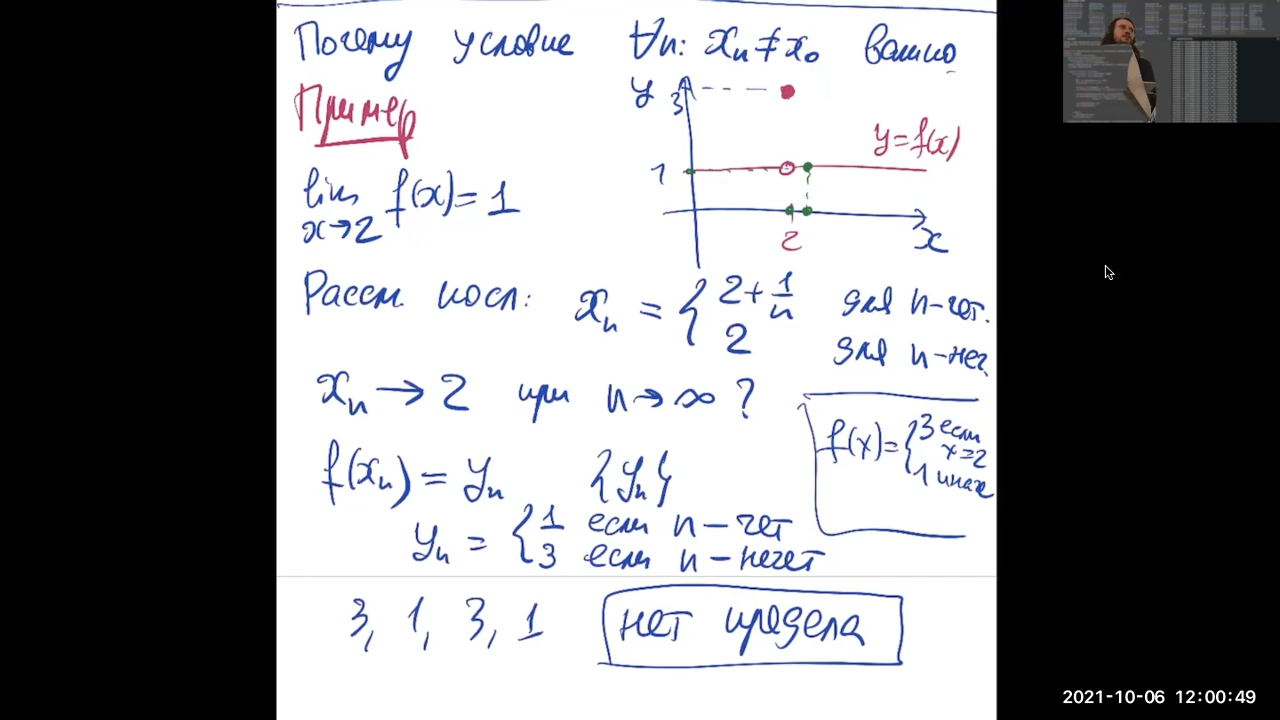 Почему условие ∀n: xₙ ≠ x₀ важно
Пример
y
3
y=f(x)
1
2
x
lim f(x) = 1
x→2
Рассм. посл: xₙ = { 2 + 1/n для n-чет.
2 для n-неч.
xₙ → 2 при n → ∞ ?
f(x) = { 3 если
x = 2
1 иначе
f(xₙ) = yₙ {yₙ}
yₙ = { 1 если n – чет
3 если n – нечет
3, 1, 3, 1 нет предела
2021-10-06 12:00:49